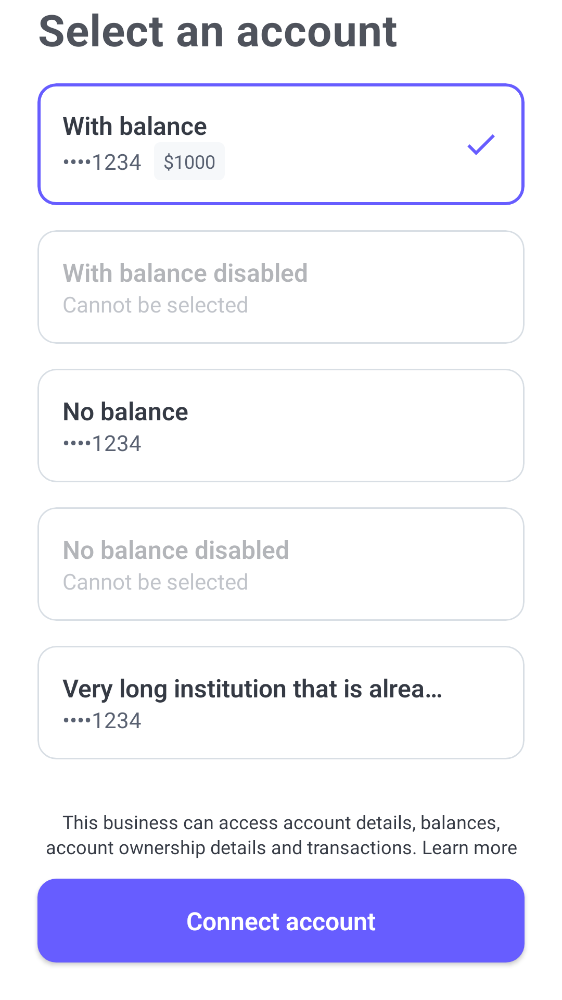 Select an account
With balance
••••1234 $1000
With balance disabled
Cannot be selected
No balance
••••1234
No balance disabled
Cannot be selected
Very long institution that is alrea…
••••1234
This business can access account details, balances,
account ownership details and transactions. Learn more
Connect account